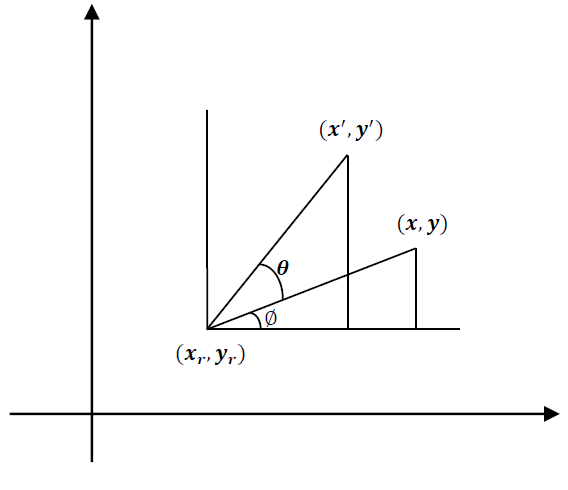 (x′, y′)
(x, y)
θ
∅
(xᵣ, yᵣ)